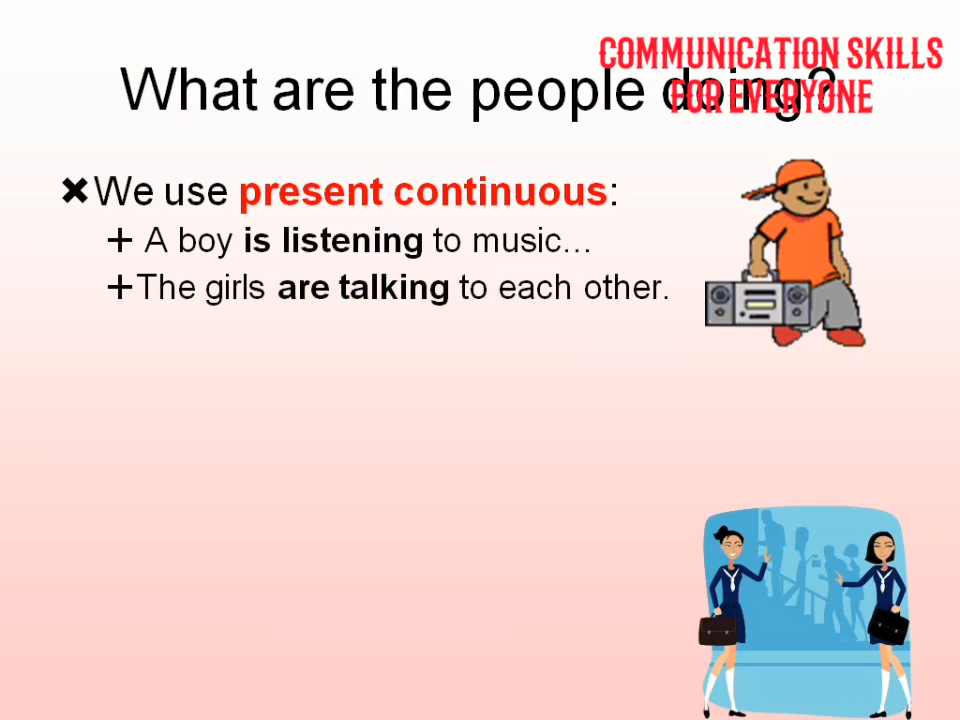 COMMUNICATION SKILLS
FOR EVERYONE
What are the people doing?
We use present continuous:
A boy is listening to music...
The girls are talking to each other.